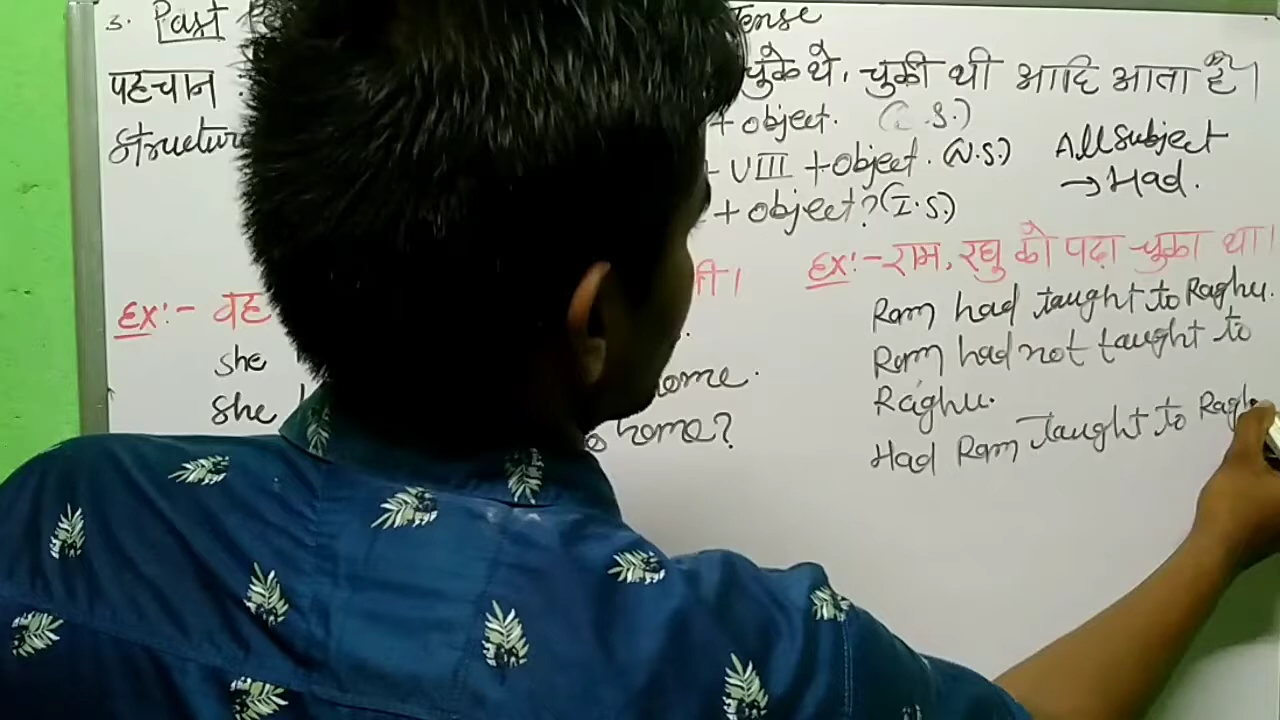 3. Past Tense
पहचान चुके थे, चुकी थी आदि आता है।
Structure + object. (.S.)
VIII + object. (N.S.)
+ object? (I.S.)
All Subject
→ Had.
Ex:- वह ती।
She
She home.
home?
Ex:- राम, रघु को पढ़ा चुका था।
Ram had taught to Raghu.
Ram had not taught to
Raghu.
Had Ram taught to Ragh